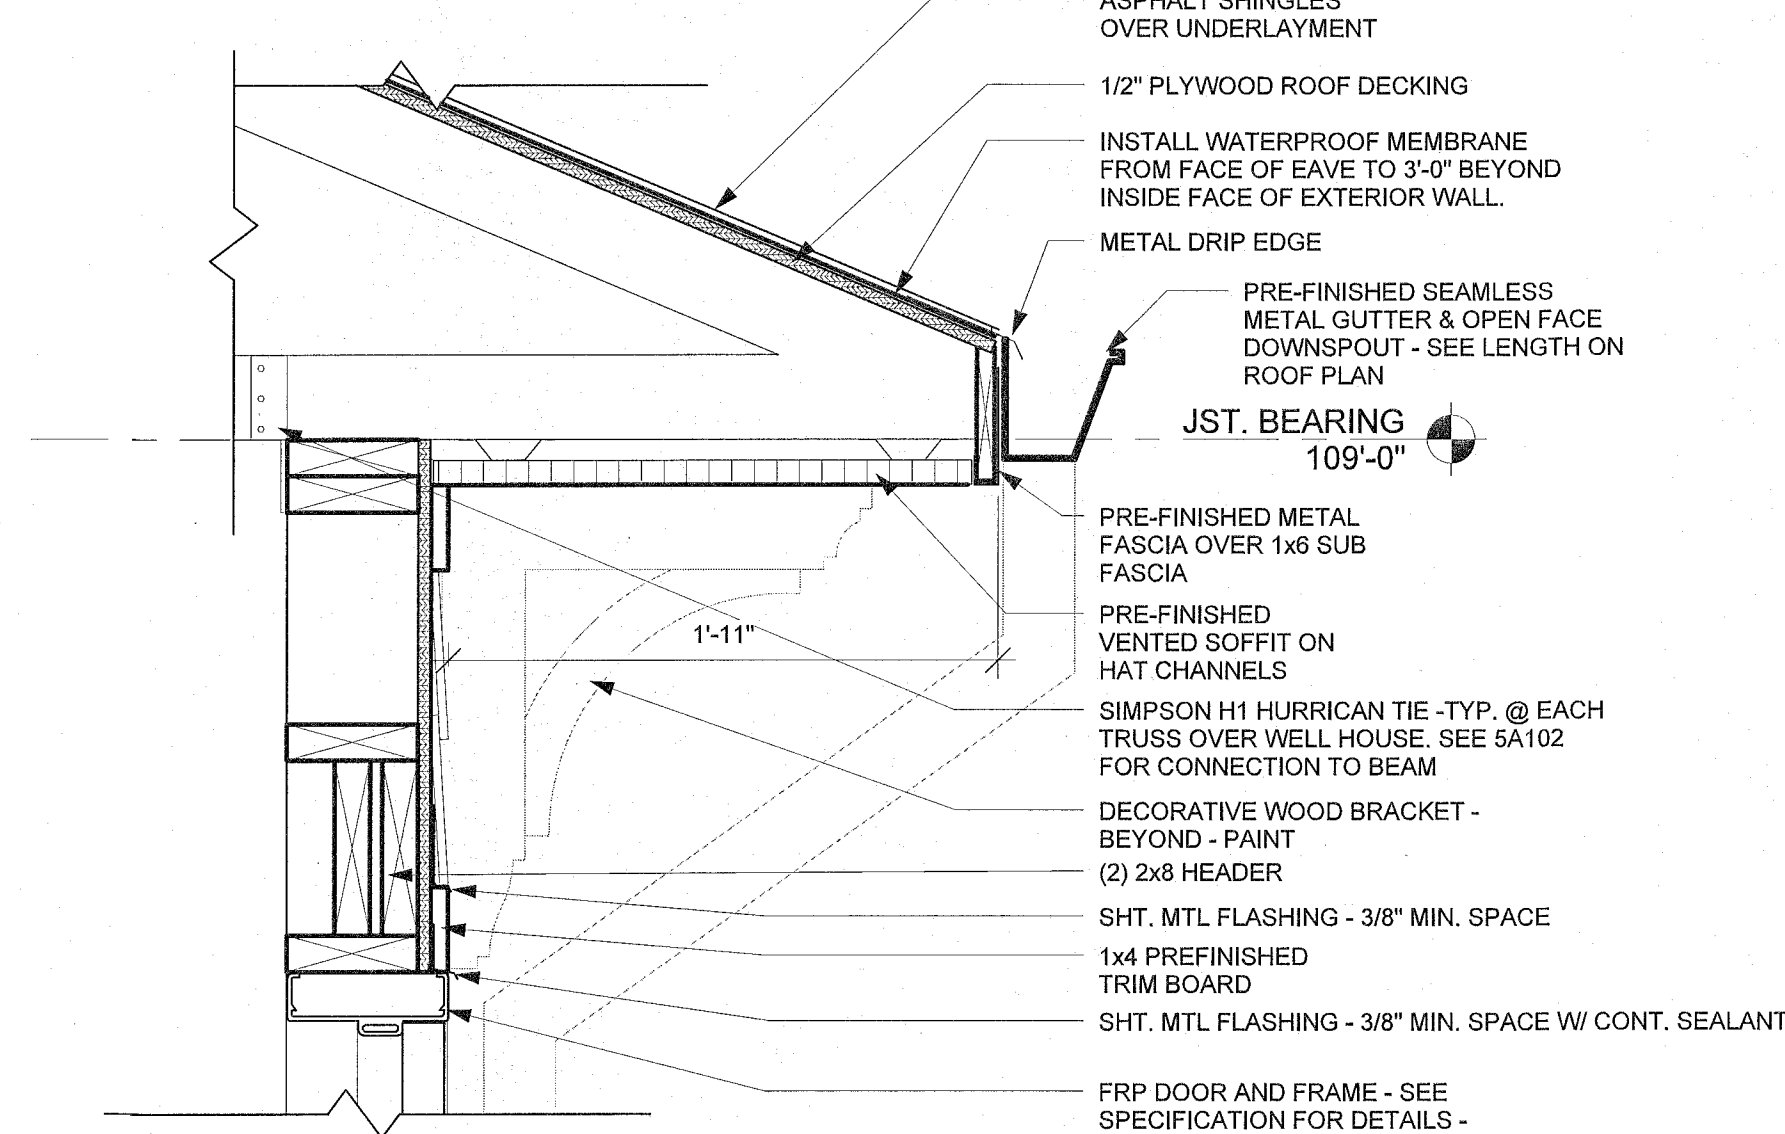 ASPHALT SHINGLES
OVER UNDERLAYMENT
1/2" PLYWOOD ROOF DECKING
INSTALL WATERPROOF MEMBRANE
FROM FACE OF EAVE TO 3'-0" BEYOND
INSIDE FACE OF EXTERIOR WALL.
METAL DRIP EDGE
PRE-FINISHED SEAMLESS
METAL GUTTER & OPEN FACE
DOWNSPOUT - SEE LENGTH ON
ROOF PLAN
JST. BEARING
109'-0"
PRE-FINISHED METAL
FASCIA OVER 1x6 SUB
FASCIA
PRE-FINISHED
VENTED SOFFIT ON
HAT CHANNELS
1'-11"
SIMPSON H1 HURRICAN TIE -TYP. @ EACH
TRUSS OVER WELL HOUSE. SEE 5A102
FOR CONNECTION TO BEAM
DECORATIVE WOOD BRACKET -
BEYOND - PAINT
(2) 2x8 HEADER
SHT. MTL FLASHING - 3/8" MIN. SPACE
1x4 PREFINISHED
TRIM BOARD
SHT. MTL FLASHING - 3/8" MIN. SPACE W/ CONT. SEALANT
FRP DOOR AND FRAME - SEE
SPECIFICATION FOR DETAILS -